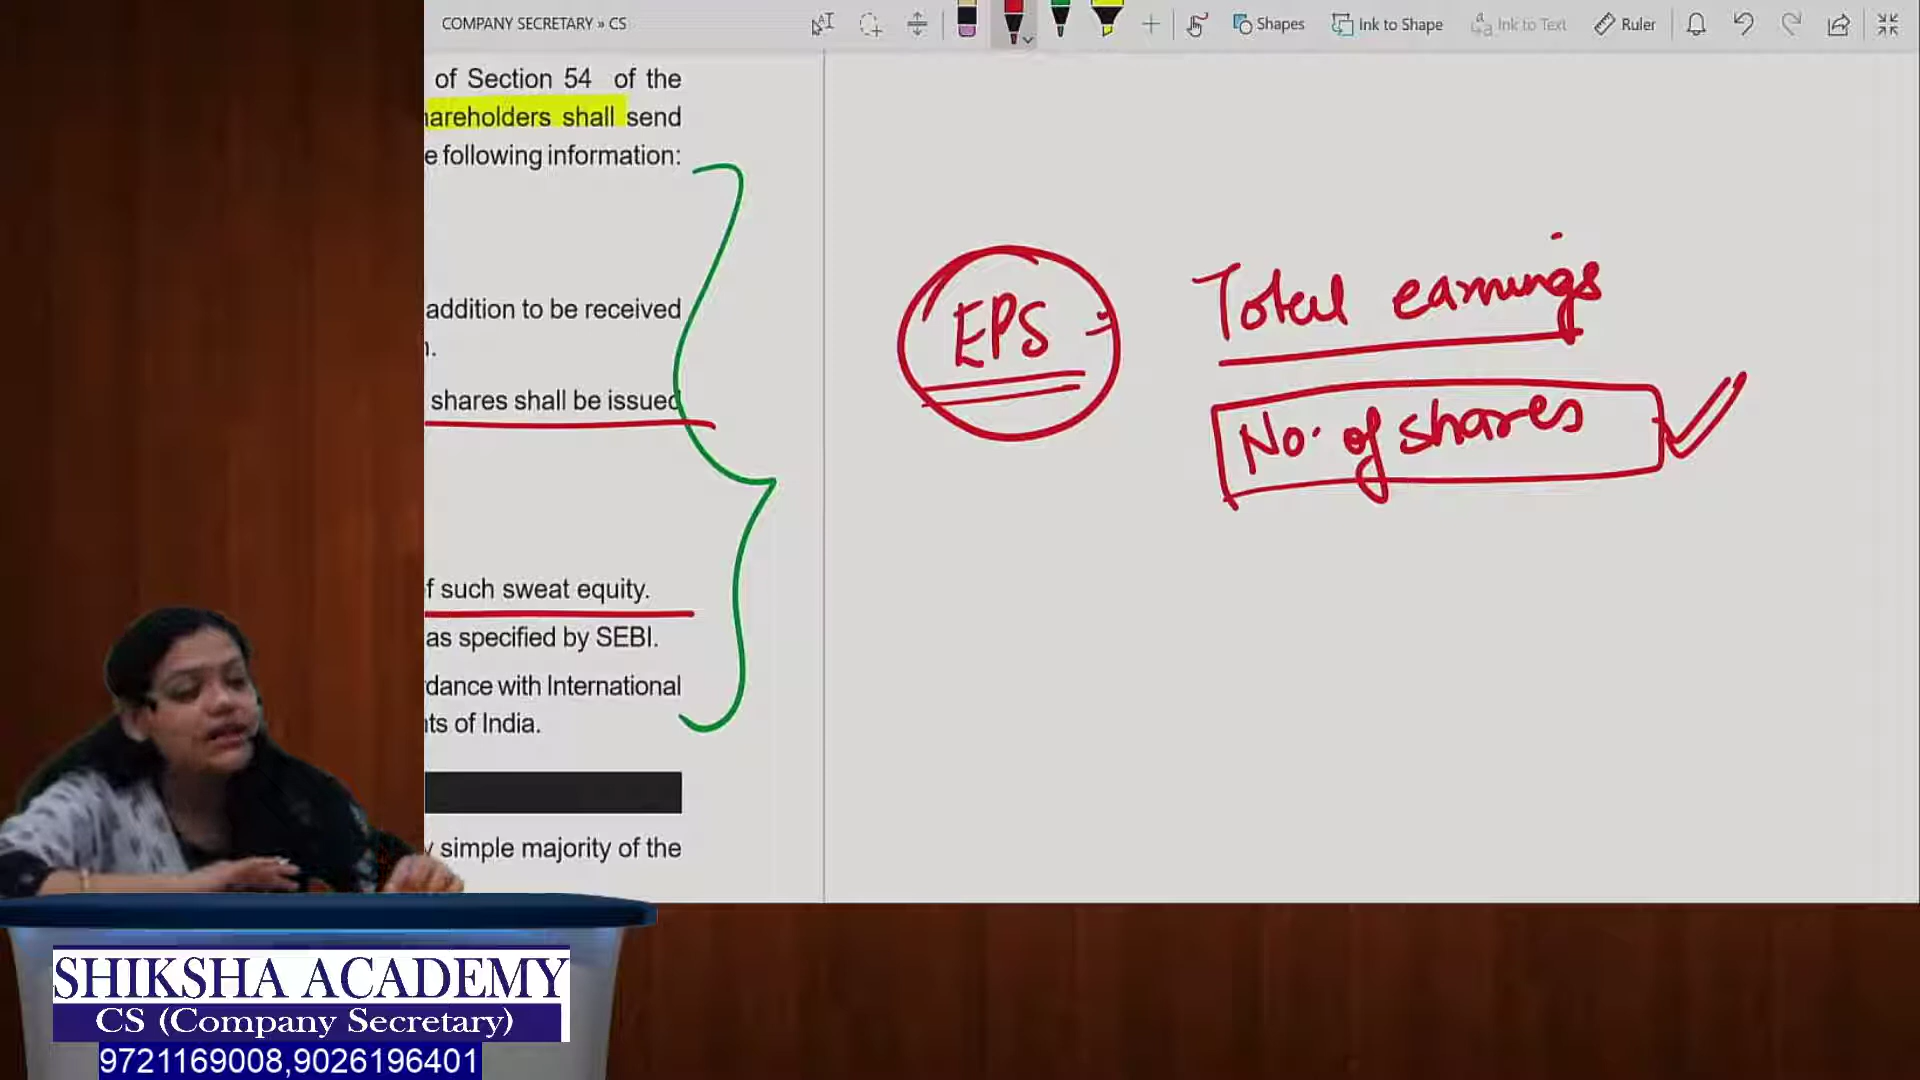 COMPANY SECRETARY » CS
Shapes
Ink to Shape
Ink to Text
Ruler
of Section 54 of the
areholders shall send
e following information:
addition to be received
shares shall be issued
f such sweat equity.
as specified by SEBI.
dance with International
ts of India.
simple majority of the
EPS =
Total earnings
No. of shares
SHIKSHA ACADEMY
CS (Company Secretary)
9721169008,9026196401